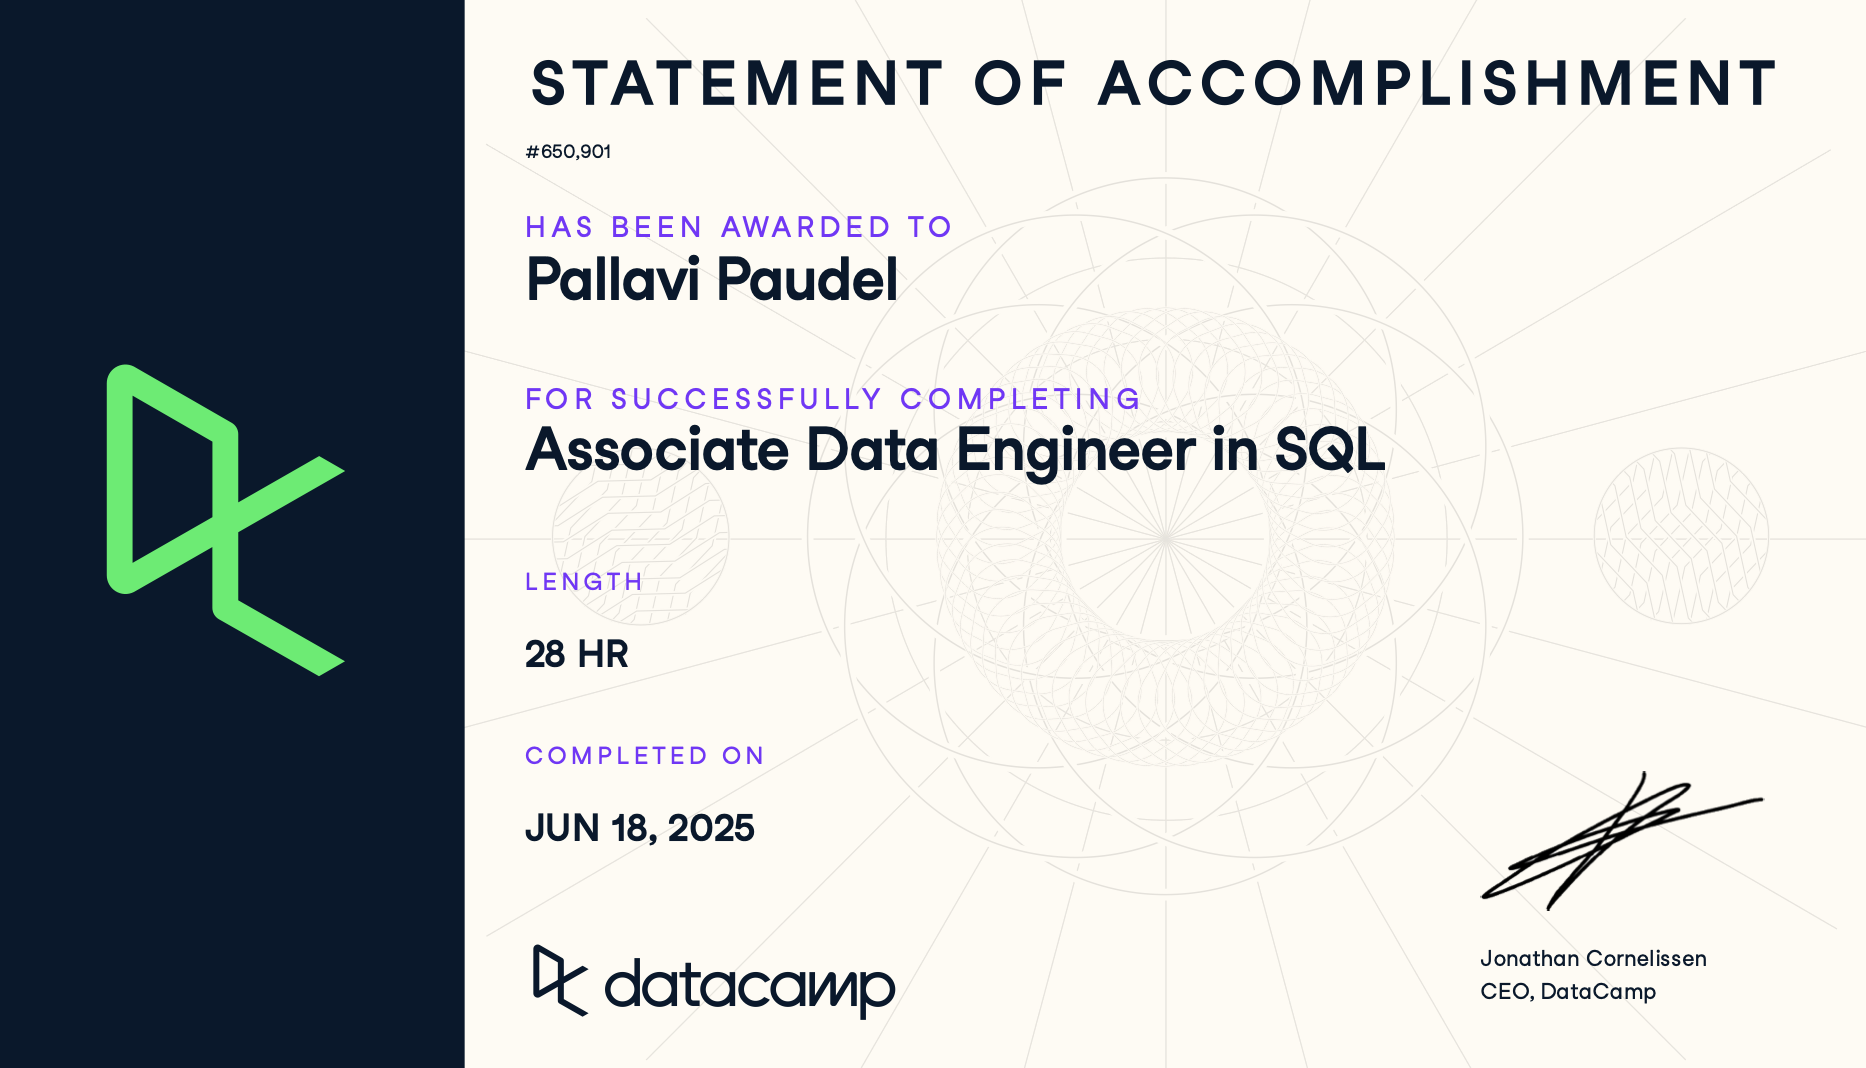 STATEMENT OF ACCOMPLISHMENT
#650,901
HAS BEEN AWARDED TO
Pallavi Paudel
FOR SUCCESSFULLY COMPLETING
Associate Data Engineer in SQL
LENGTH
28 HR
COMPLETED ON
JUN 18, 2025
datacamp
Jonathan Cornelissen
CEO, DataCamp